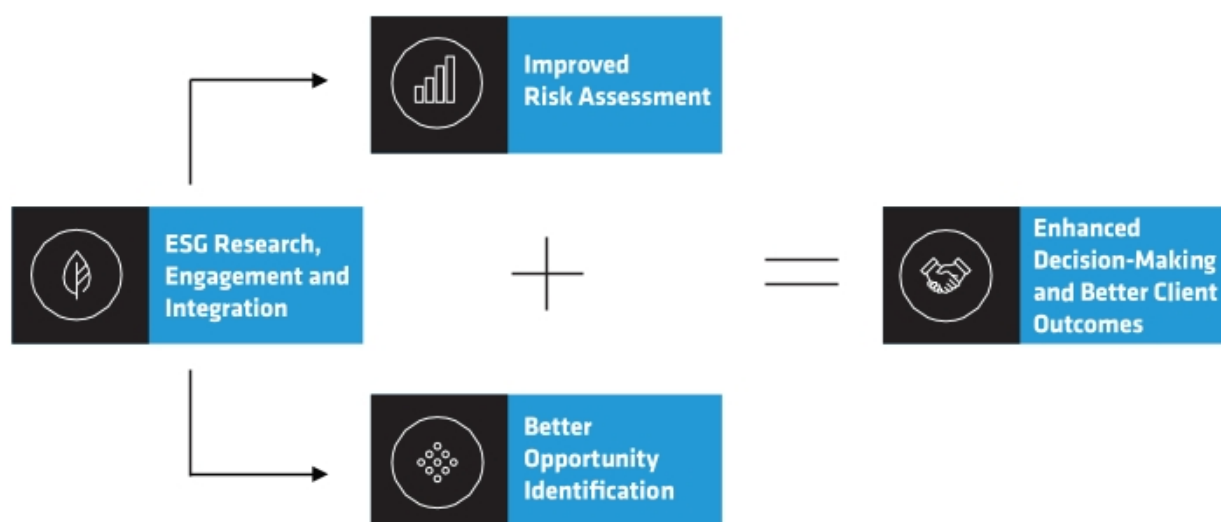 Improved
Risk Assessment
ESG Research,
Engagement and
Integration
Enhanced
Decision-Making
and Better Client
Outcomes
Better
Opportunity
Identification